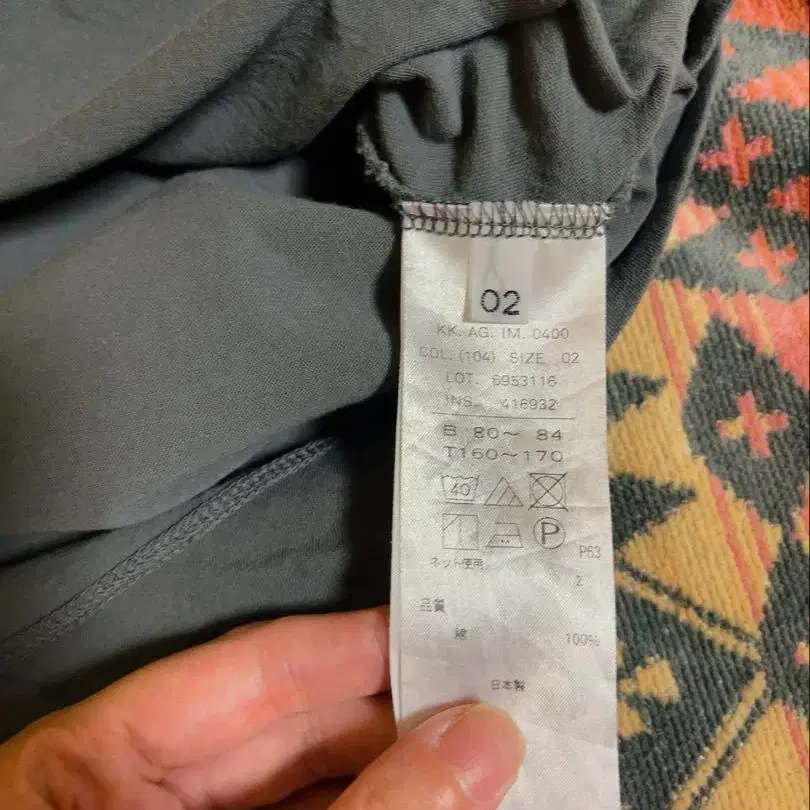 02
KK. AG. IM. 0400
COL. (104) SIZE 02
LOT. 6953116
INS. 416932
B 80～ 84
T160～170
40
P
P63
ネット使用
2
品質
綿 100%
日本製